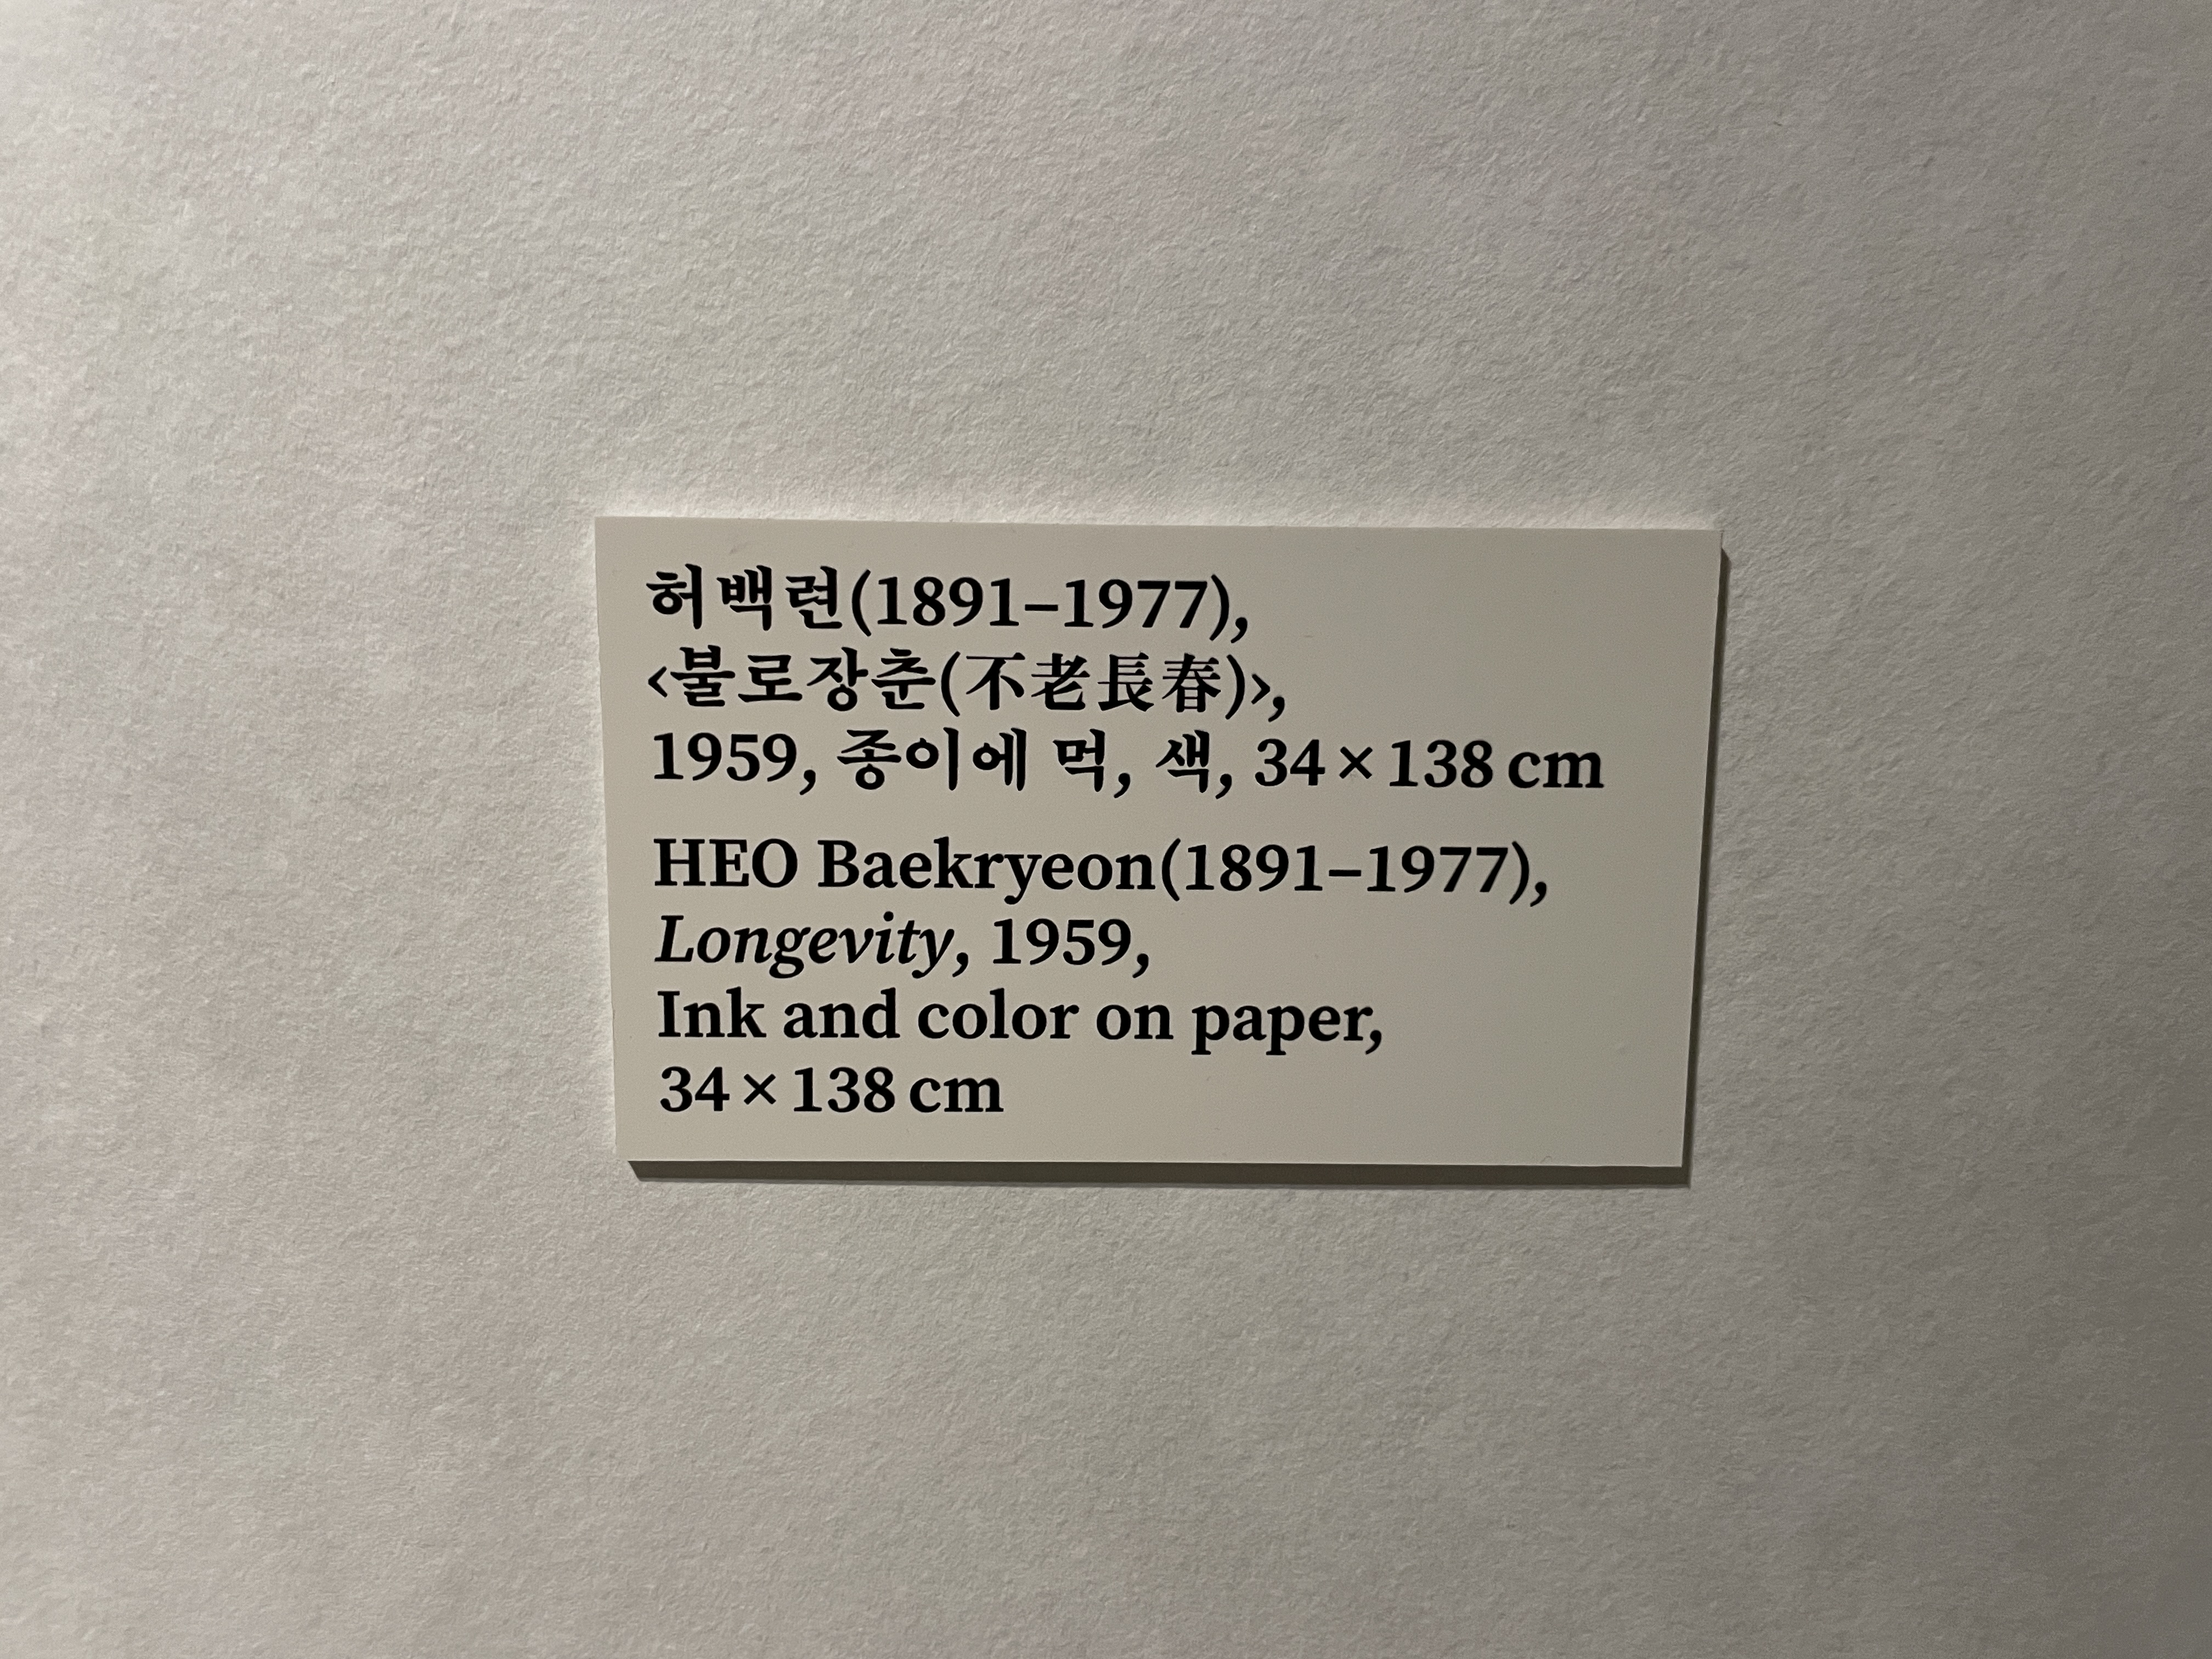 허백련(1891–1977),
‹불로장춘(不老長春)›,
1959, 종이에 먹, 색, 34 × 138 cm
HEO Baekryeon(1891–1977),
Longevity, 1959,
Ink and color on paper,
34 × 138 cm